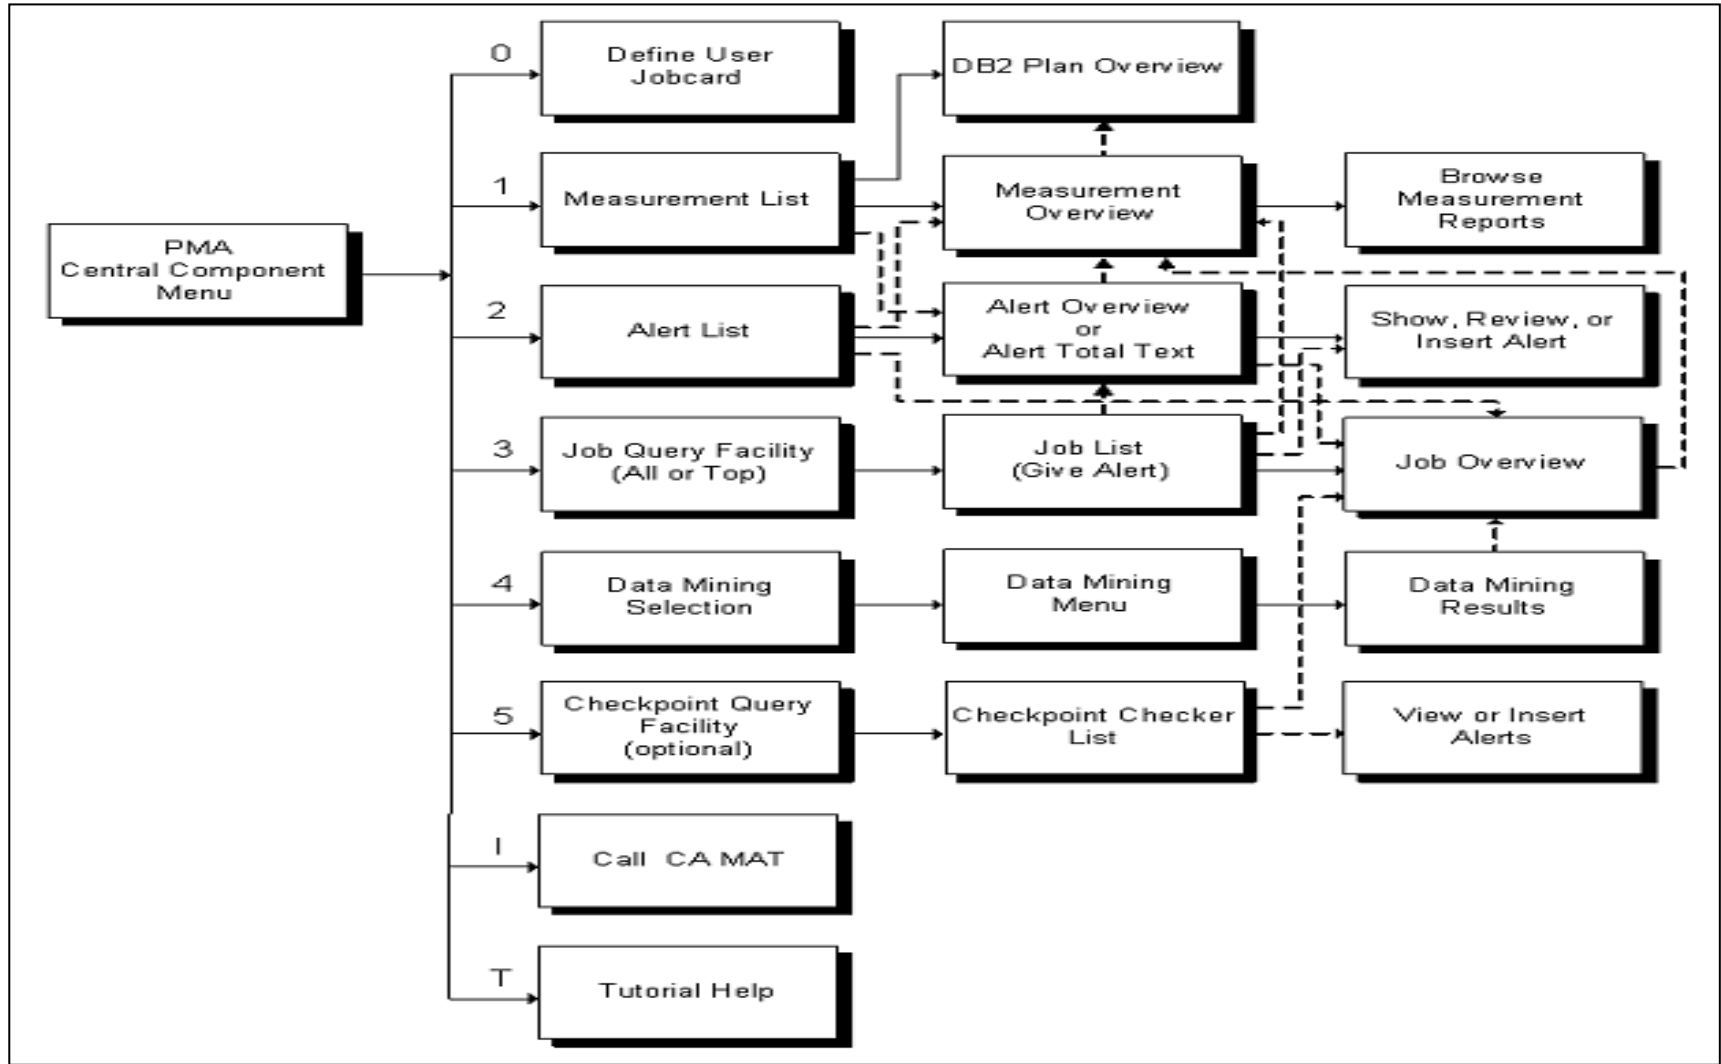 PMA
Central Component
Menu
0
Define User
Jobcard
DB2 Plan Overview
1
Measurement List
Measurement
Overview
Browse
Measurement
Reports
2
Alert List
Alert Overview
or
Alert Total Text
Show, Review, or
Insert Alert
3
Job Query Facility
(All or Top)
Job List
(Give Alert)
Job Overview
4
Data Mining
Selection
Data Mining
Menu
Data Mining
Results
5
Checkpoint Query
Facility
(optional)
Checkpoint Checker
List
View or Insert
Alerts
I
Call CA MAT
T
Tutorial Help